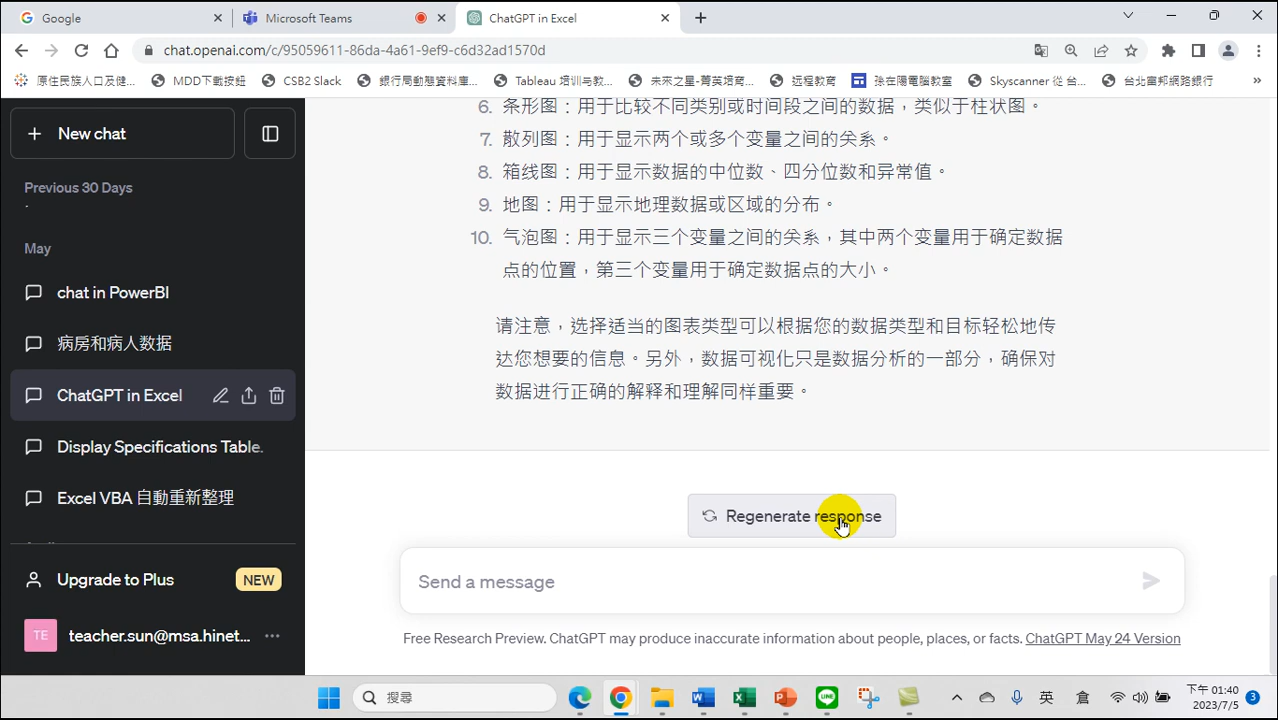 Google
Microsoft Teams
ChatGPT in Excel
chat.openai.com/c/95059611-86da-4a61-9ef9-c6d32ad1570d
原住民族人口及健...
MDD下載按鈕
CSB2 Slack
銀行局動態資料庫...
Tableau 培训与教...
未來之星-菁英培育...
远程教育
孫在陽電腦教室
Skyscanner 從 台...
台北富邦網路銀行
»
New chat
Previous 30 Days
May
chat in PowerBI
病房和病人数据
ChatGPT in Excel
Display Specifications Table.
Excel VBA 自動重新整理
Upgrade to Plus
NEW
TE
teacher.sun@msa.hinet...
6. 条形图：用于比较不同类别或时间段之间的数据，类似于柱状图。
7. 散列图：用于显示两个或多个变量之间的关系。
8. 箱线图：用于显示数据的中位数、四分位数和异常值。
9. 地图：用于显示地理数据或区域的分布。
10. 气泡图：用于显示三个变量之间的关系，其中两个变量用于确定数据
点的位置，第三个变量用于确定数据点的大小。
请注意，选择适当的图表类型可以根据您的数据类型和目标轻松地传
达您想要的信息。另外，数据可视化只是数据分析的一部分，确保对
数据进行正确的解释和理解同样重要。
Regenerate response
Send a message
Free Research Preview. ChatGPT may produce inaccurate information about people, places, or facts. ChatGPT May 24 Version
搜尋
英
倉
下午 01:40
2023/7/5
3